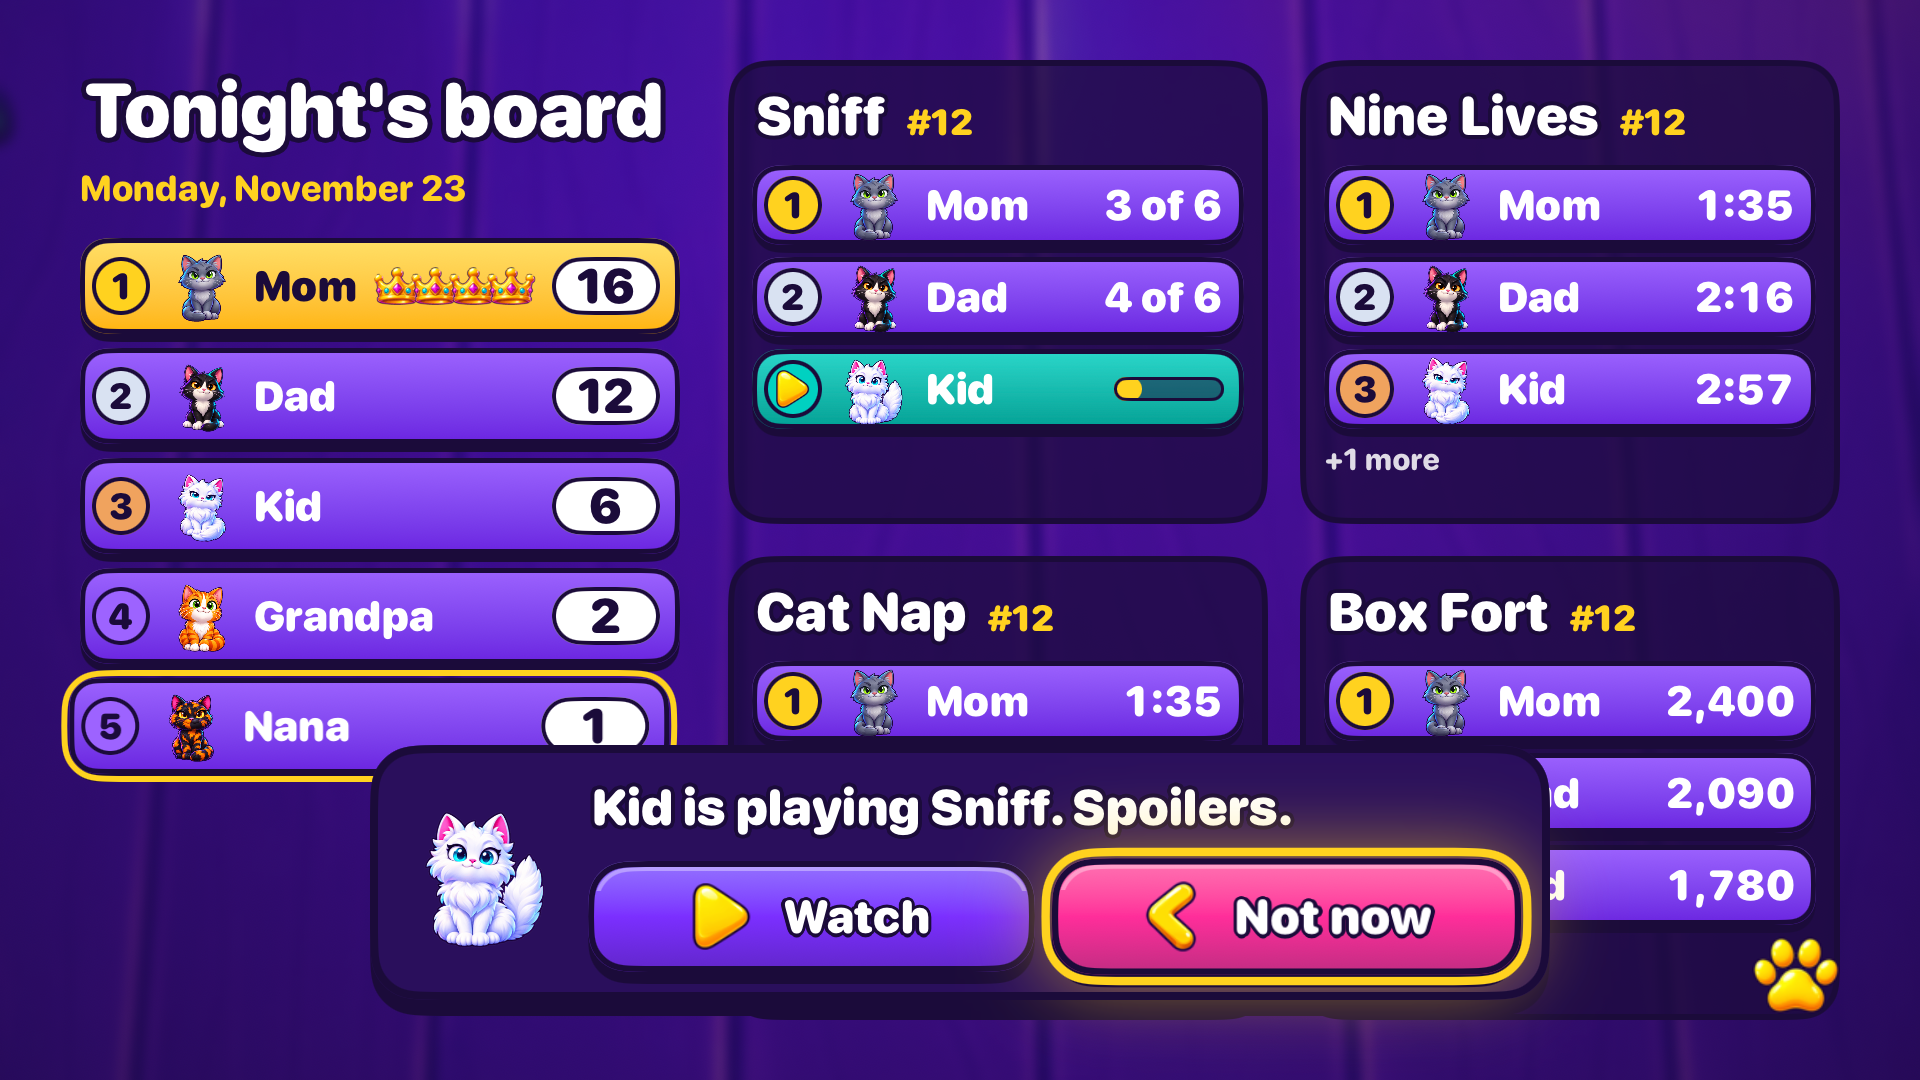 Tonight's board
Monday, November 23
1 Mom 16
2 Dad 12
3 Kid 6
4 Grandpa 2
5 Nana 1
Sniff #12
1 Mom 3 of 6
2 Dad 4 of 6
Kid
Nine Lives #12
1 Mom 1:35
2 Dad 2:16
3 Kid 2:57
+1 more
Cat Nap #12
1 Mom 1:35
Box Fort #12
1 Mom 2,400
2,090
1,780
Kid is playing Sniff. Spoilers.
Watch
Not now